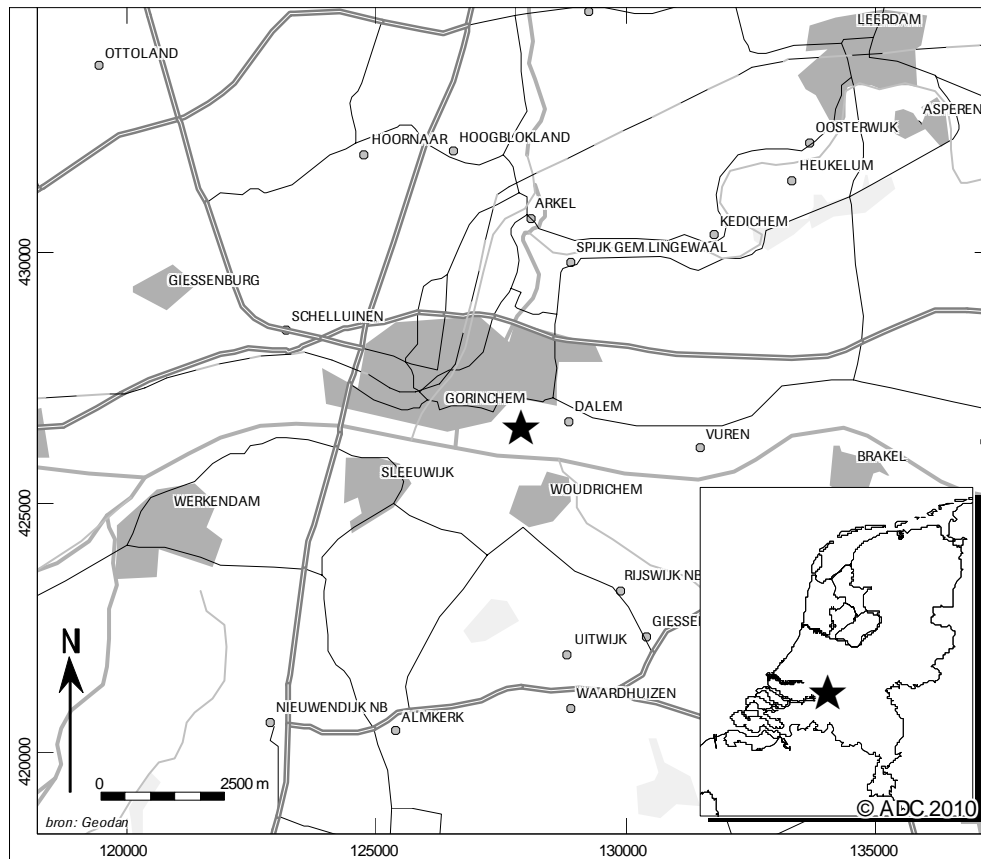 LEERDAM
OTTOLAND
ASPEREN
OOSTERWIJK
HOORNAAR
HOOGBLOKLAND
HEUKELUM
ARKEL
KEDICHEM
SPIJK GEM LINGEWAAL
430000
GIESSENBURG
SCHELLUINEN
GORINCHEM
DALEM
VUREN
BRAKEL
SLEEUWIJK
WOUDRICHEM
WERKENDAM
425000
RIJSWIJK NB
GIESSEN
N
UITWIJK
WAARDHUIZEN
NIEUWENDIJK NB
ALMKERK
420000
0 2500 m
bron: Geodan
© ADC 2010
120000 125000 130000 135000